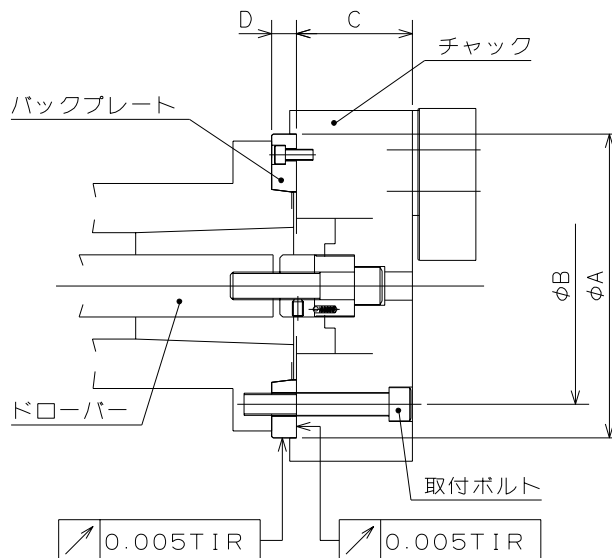 D
C
チャック
バックプレート
φB
φA
ドローバー
取付ボルト
0.005TIR
0.005TIR